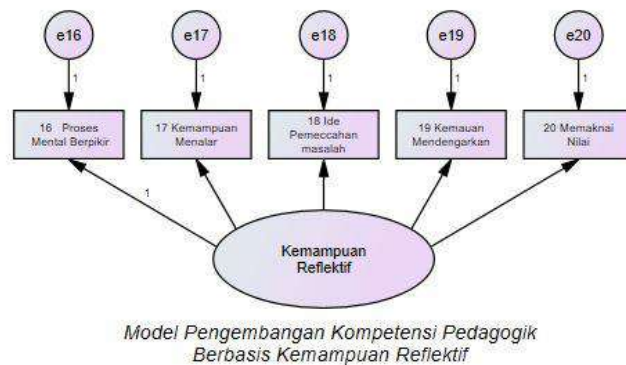 e16
e17
e18
e19
e20
1
1
1
1
1
16 Proses
Mental Berpikir
17 Kemampuan
Menalar
18 Ide
Pemeccahan
masalah
19 Kemauan
Mendengarkan
20 Memaknai
Nilai
1
Kemampuan
Reflektif
Model Pengembangan Kompetensi Pedagogik
Berbasis Kemampuan Reflektif